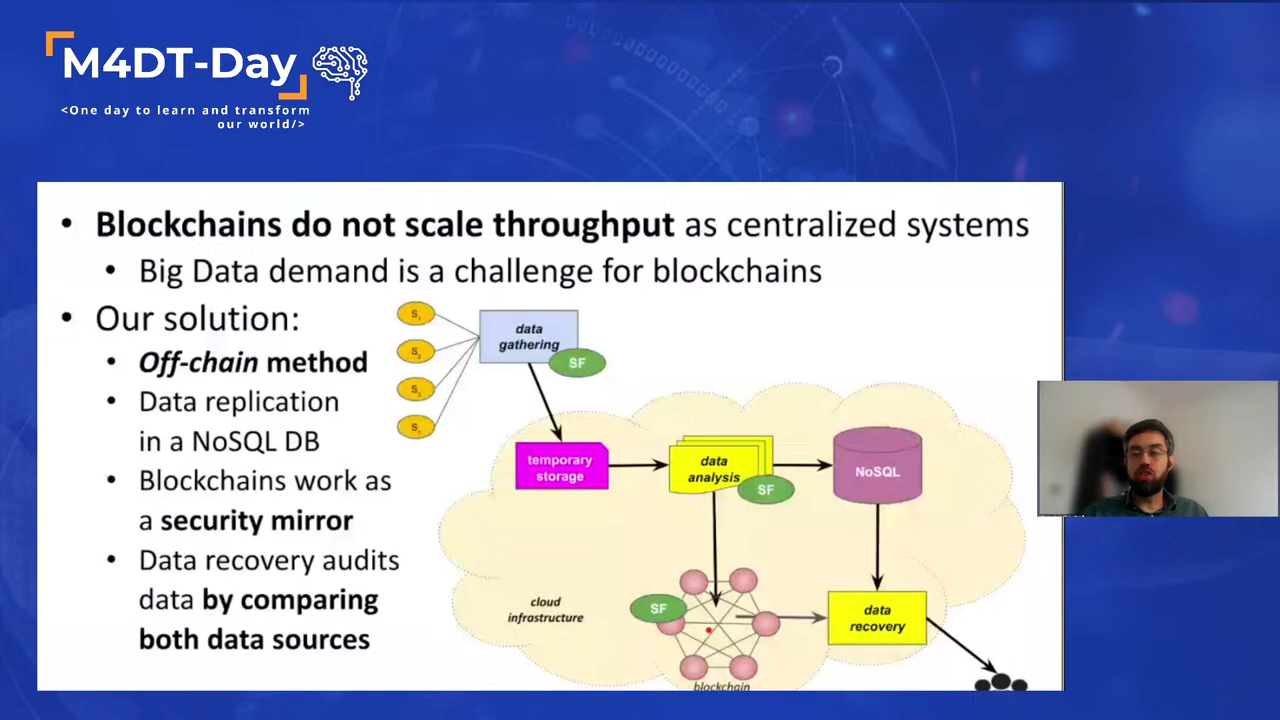 M4DT-Day
<One day to learn and transform
our world/>
• Blockchains do not scale throughput as centralized systems
• Big Data demand is a challenge for blockchains
• Our solution:
• Off-chain method
• Data replication
in a NoSQL DB
• Blockchains work as
a security mirror
• Data recovery audits
data by comparing
both data sources
S₁
S₂
S₃
data
gathering
SF
temporary
storage
data
analysis
SF
NoSQL
cloud
infrastructure
SF
data
recovery
blockchain